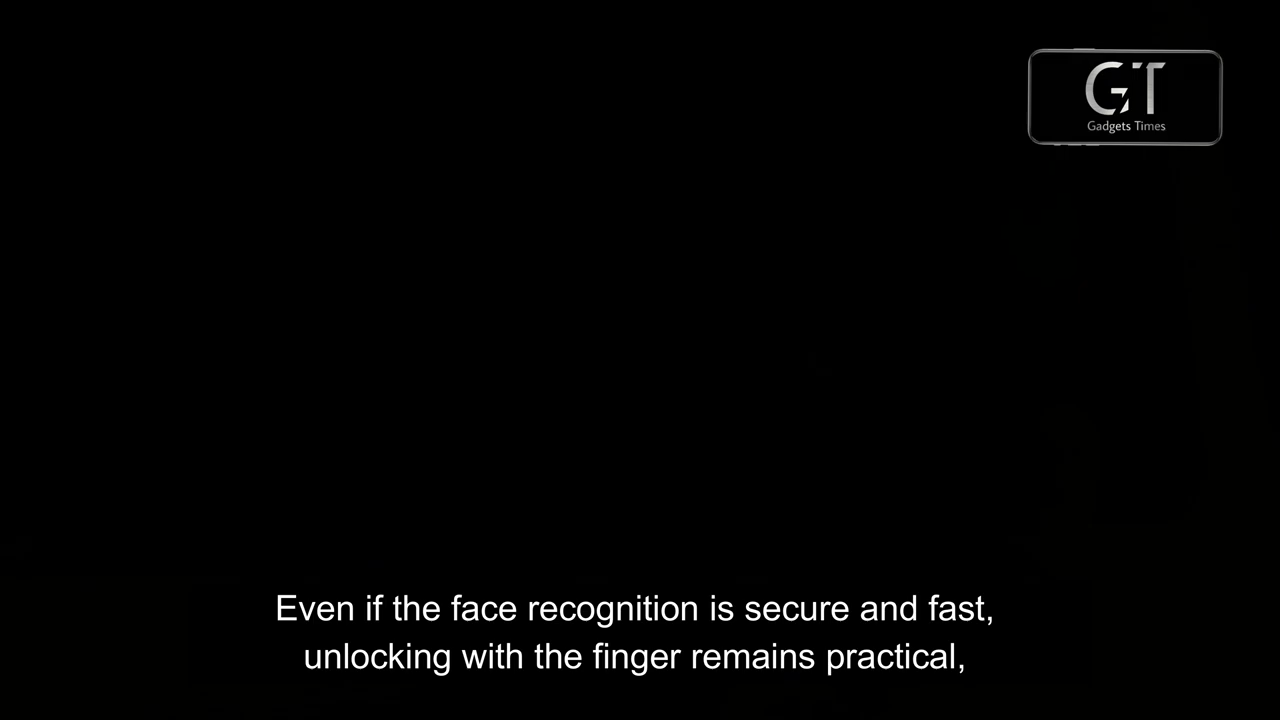 GT
Gadgets Times
Even if the face recognition is secure and fast,
unlocking with the finger remains practical,